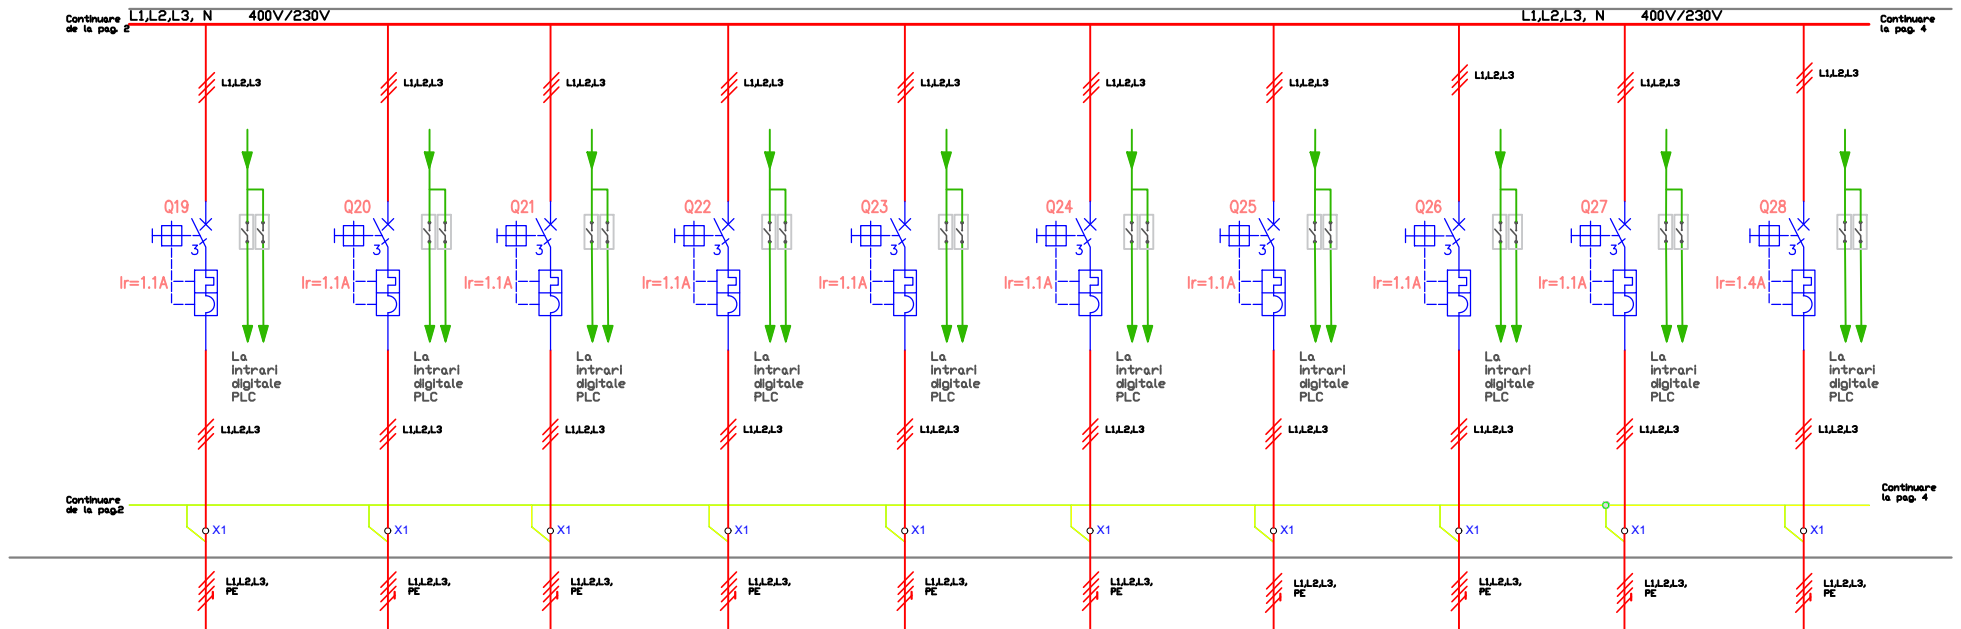 Continuare
de la pag. 2
L1,L2,L3, N 400V/230V
L1,L2,L3, N 400V/230V
Continuare
la pag. 4
L1,L2,L3
L1,L2,L3
L1,L2,L3
L1,L2,L3
L1,L2,L3
L1,L2,L3
L1,L2,L3
L1,L2,L3
L1,L2,L3
L1,L2,L3
Q19
Q20
Q21
Q22
Q23
Q24
Q25
Q26
Q27
Q28
3
3
3
3
3
3
3
3
3
3
Ir=1.1A
Ir=1.1A
Ir=1.1A
Ir=1.1A
Ir=1.1A
Ir=1.1A
Ir=1.1A
Ir=1.1A
Ir=1.1A
Ir=1.4A
La
intrari
digitale
PLC
La
intrari
digitale
PLC
La
intrari
digitale
PLC
La
intrari
digitale
PLC
La
intrari
digitale
PLC
La
intrari
digitale
PLC
La
intrari
digitale
PLC
La
intrari
digitale
PLC
La
intrari
digitale
PLC
La
intrari
digitale
PLC
L1,L2,L3
L1,L2,L3
L1,L2,L3
L1,L2,L3
L1,L2,L3
L1,L2,L3
L1,L2,L3
L1,L2,L3
L1,L2,L3
L1,L2,L3
Continuare
de la pag2
Continuare
la pag. 4
X1
X1
X1
X1
X1
X1
X1
X1
X1
X1
L1,L2,L3,
PE
L1,L2,L3,
PE
L1,L2,L3,
PE
L1,L2,L3,
PE
L1,L2,L3,
PE
L1,L2,L3,
PE
L1,L2,L3,
PE
L1,L2,L3,
PE
L1,L2,L3,
PE
L1,L2,L3,
PE